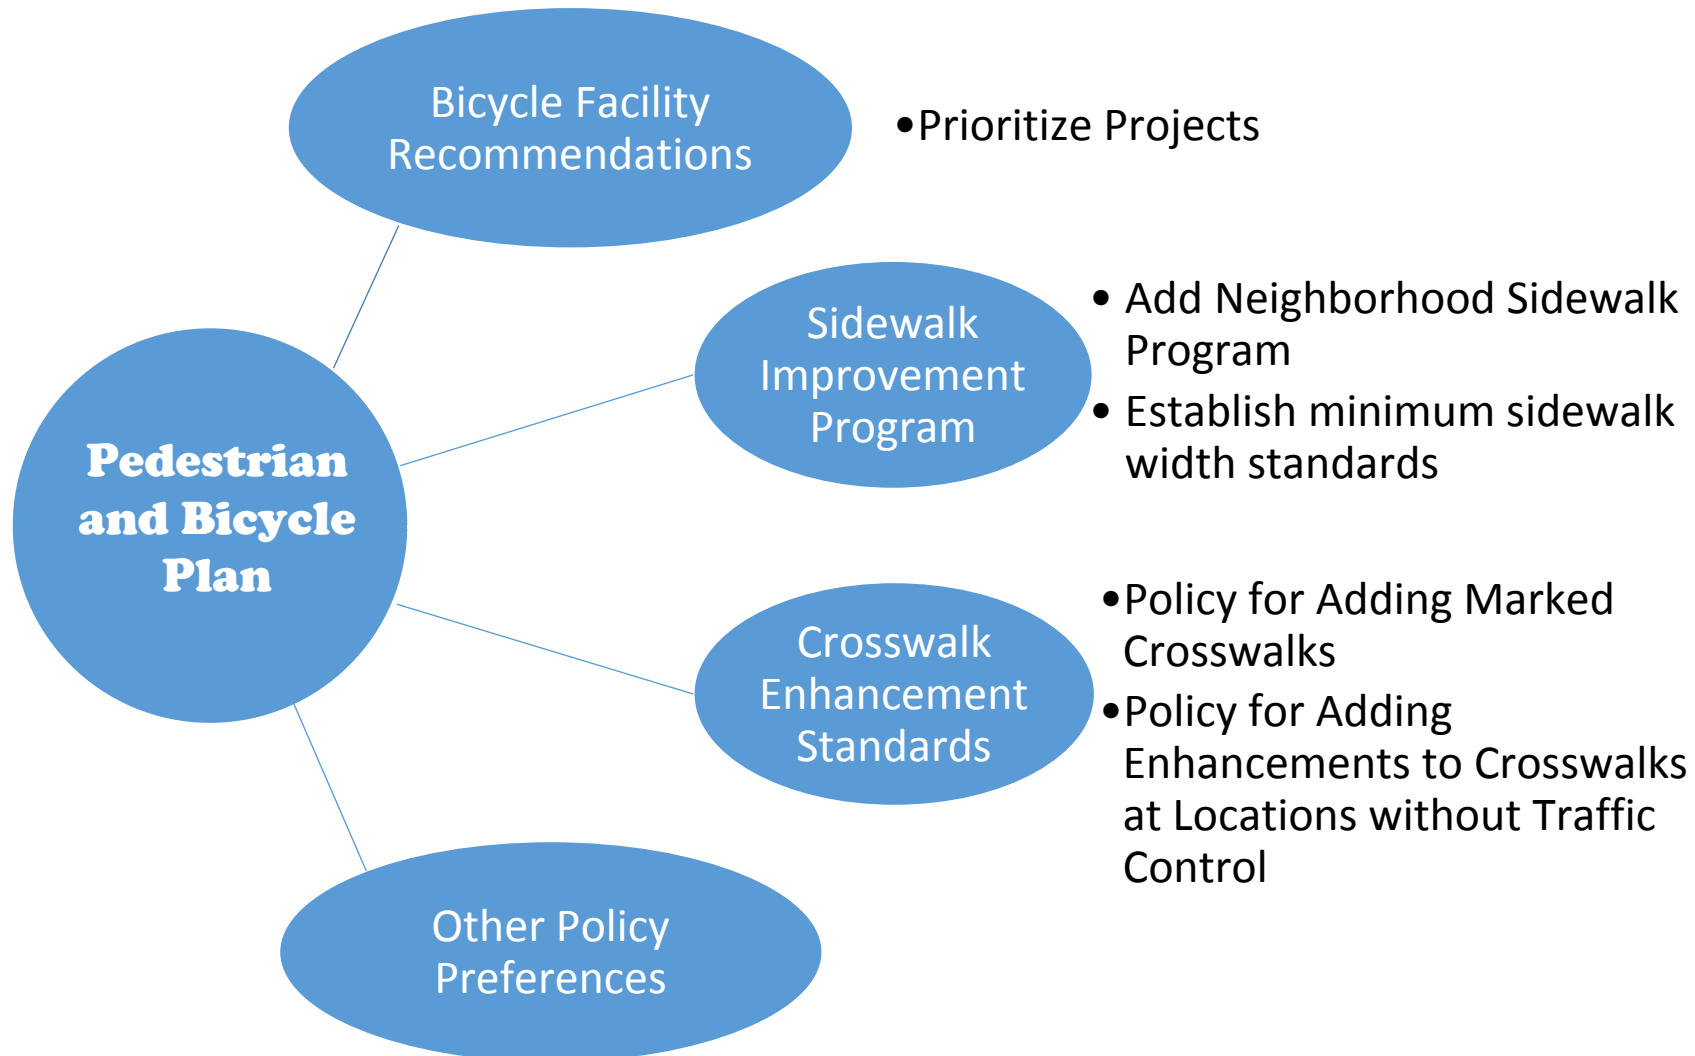 Bicycle Facility
Recommendations
•Prioritize Projects
Sidewalk
Improvement
Program
• Add Neighborhood Sidewalk
Program
• Establish minimum sidewalk
width standards
Pedestrian
and Bicycle
Plan
Crosswalk
Enhancement
Standards
•Policy for Adding Marked
Crosswalks
•Policy for Adding
Enhancements to Crosswalks
at Locations without Traffic
Control
Other Policy
Preferences